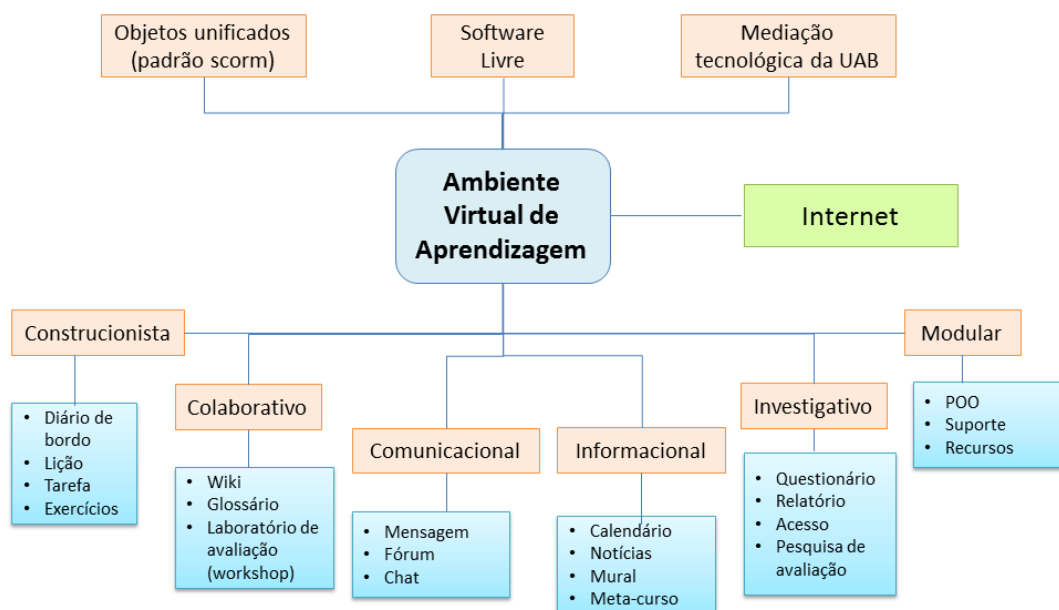 Objetos unificados
(padrão scorm)
Software
Livre
Mediação
tecnológica da UAB
Ambiente
Virtual de
Aprendizagem
Internet
Construcionista
• Diário de
bordo
• Lição
• Tarefa
• Exercícios
Colaborativo
• Wiki
• Glossário
• Laboratório de
avaliação
(workshop)
Comunicacional
• Mensagem
• Fórum
• Chat
Informacional
• Calendário
• Notícias
• Mural
• Meta-curso
Investigativo
• Questionário
• Relatório
• Acesso
• Pesquisa de
avaliação
Modular
• POO
• Suporte
• Recursos